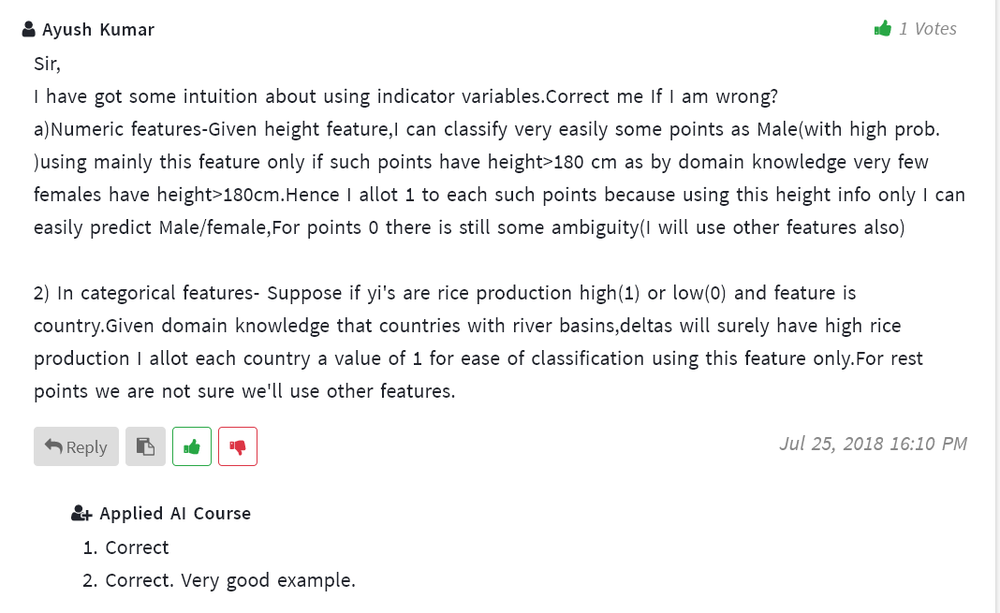 Ayush Kumar
1 Votes
Sir,
I have got some intuition about using indicator variables.Correct me If I am wrong?
a)Numeric features-Given height feature,I can classify very easily some points as Male(with high prob.
)using mainly this feature only if such points have height>180 cm as by domain knowledge very few
females have height>180cm.Hence I allot 1 to each such points because using this height info only I can
easily predict Male/female,For points 0 there is still some ambiguity(I will use other features also)
2) In categorical features- Suppose if yi's are rice production high(1) or low(0) and feature is
country.Given domain knowledge that countries with river basins,deltas will surely have high rice
production I allot each country a value of 1 for ease of classification using this feature only.For rest
points we are not sure we'll use other features.
Reply
Jul 25, 2018 16:10 PM
Applied AI Course
1. Correct
2. Correct. Very good example.